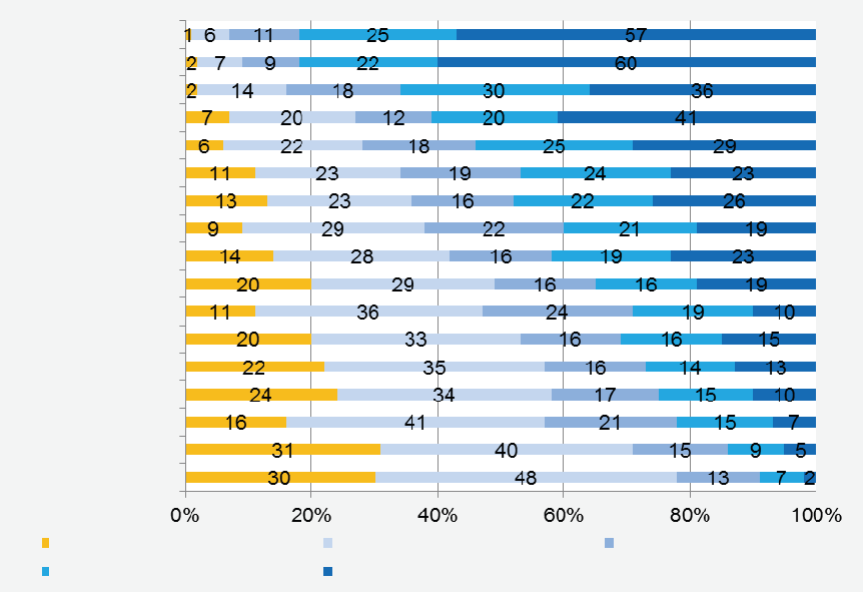 1 6 11 25 57
2 7 9 22 60
2 14 18 30 36
7 20 12 20 41
6 22 18 25 29
11 23 19 24 23
13 23 16 22 26
9 29 22 21 19
14 28 16 19 23
20 29 16 16 19
11 36 24 19 10
20 33 16 16 15
22 35 16 14 13
24 34 17 15 10
16 41 21 15 7
31 40 15 9 5
30 48 13 7 2
0% 20% 40% 60% 80% 100%